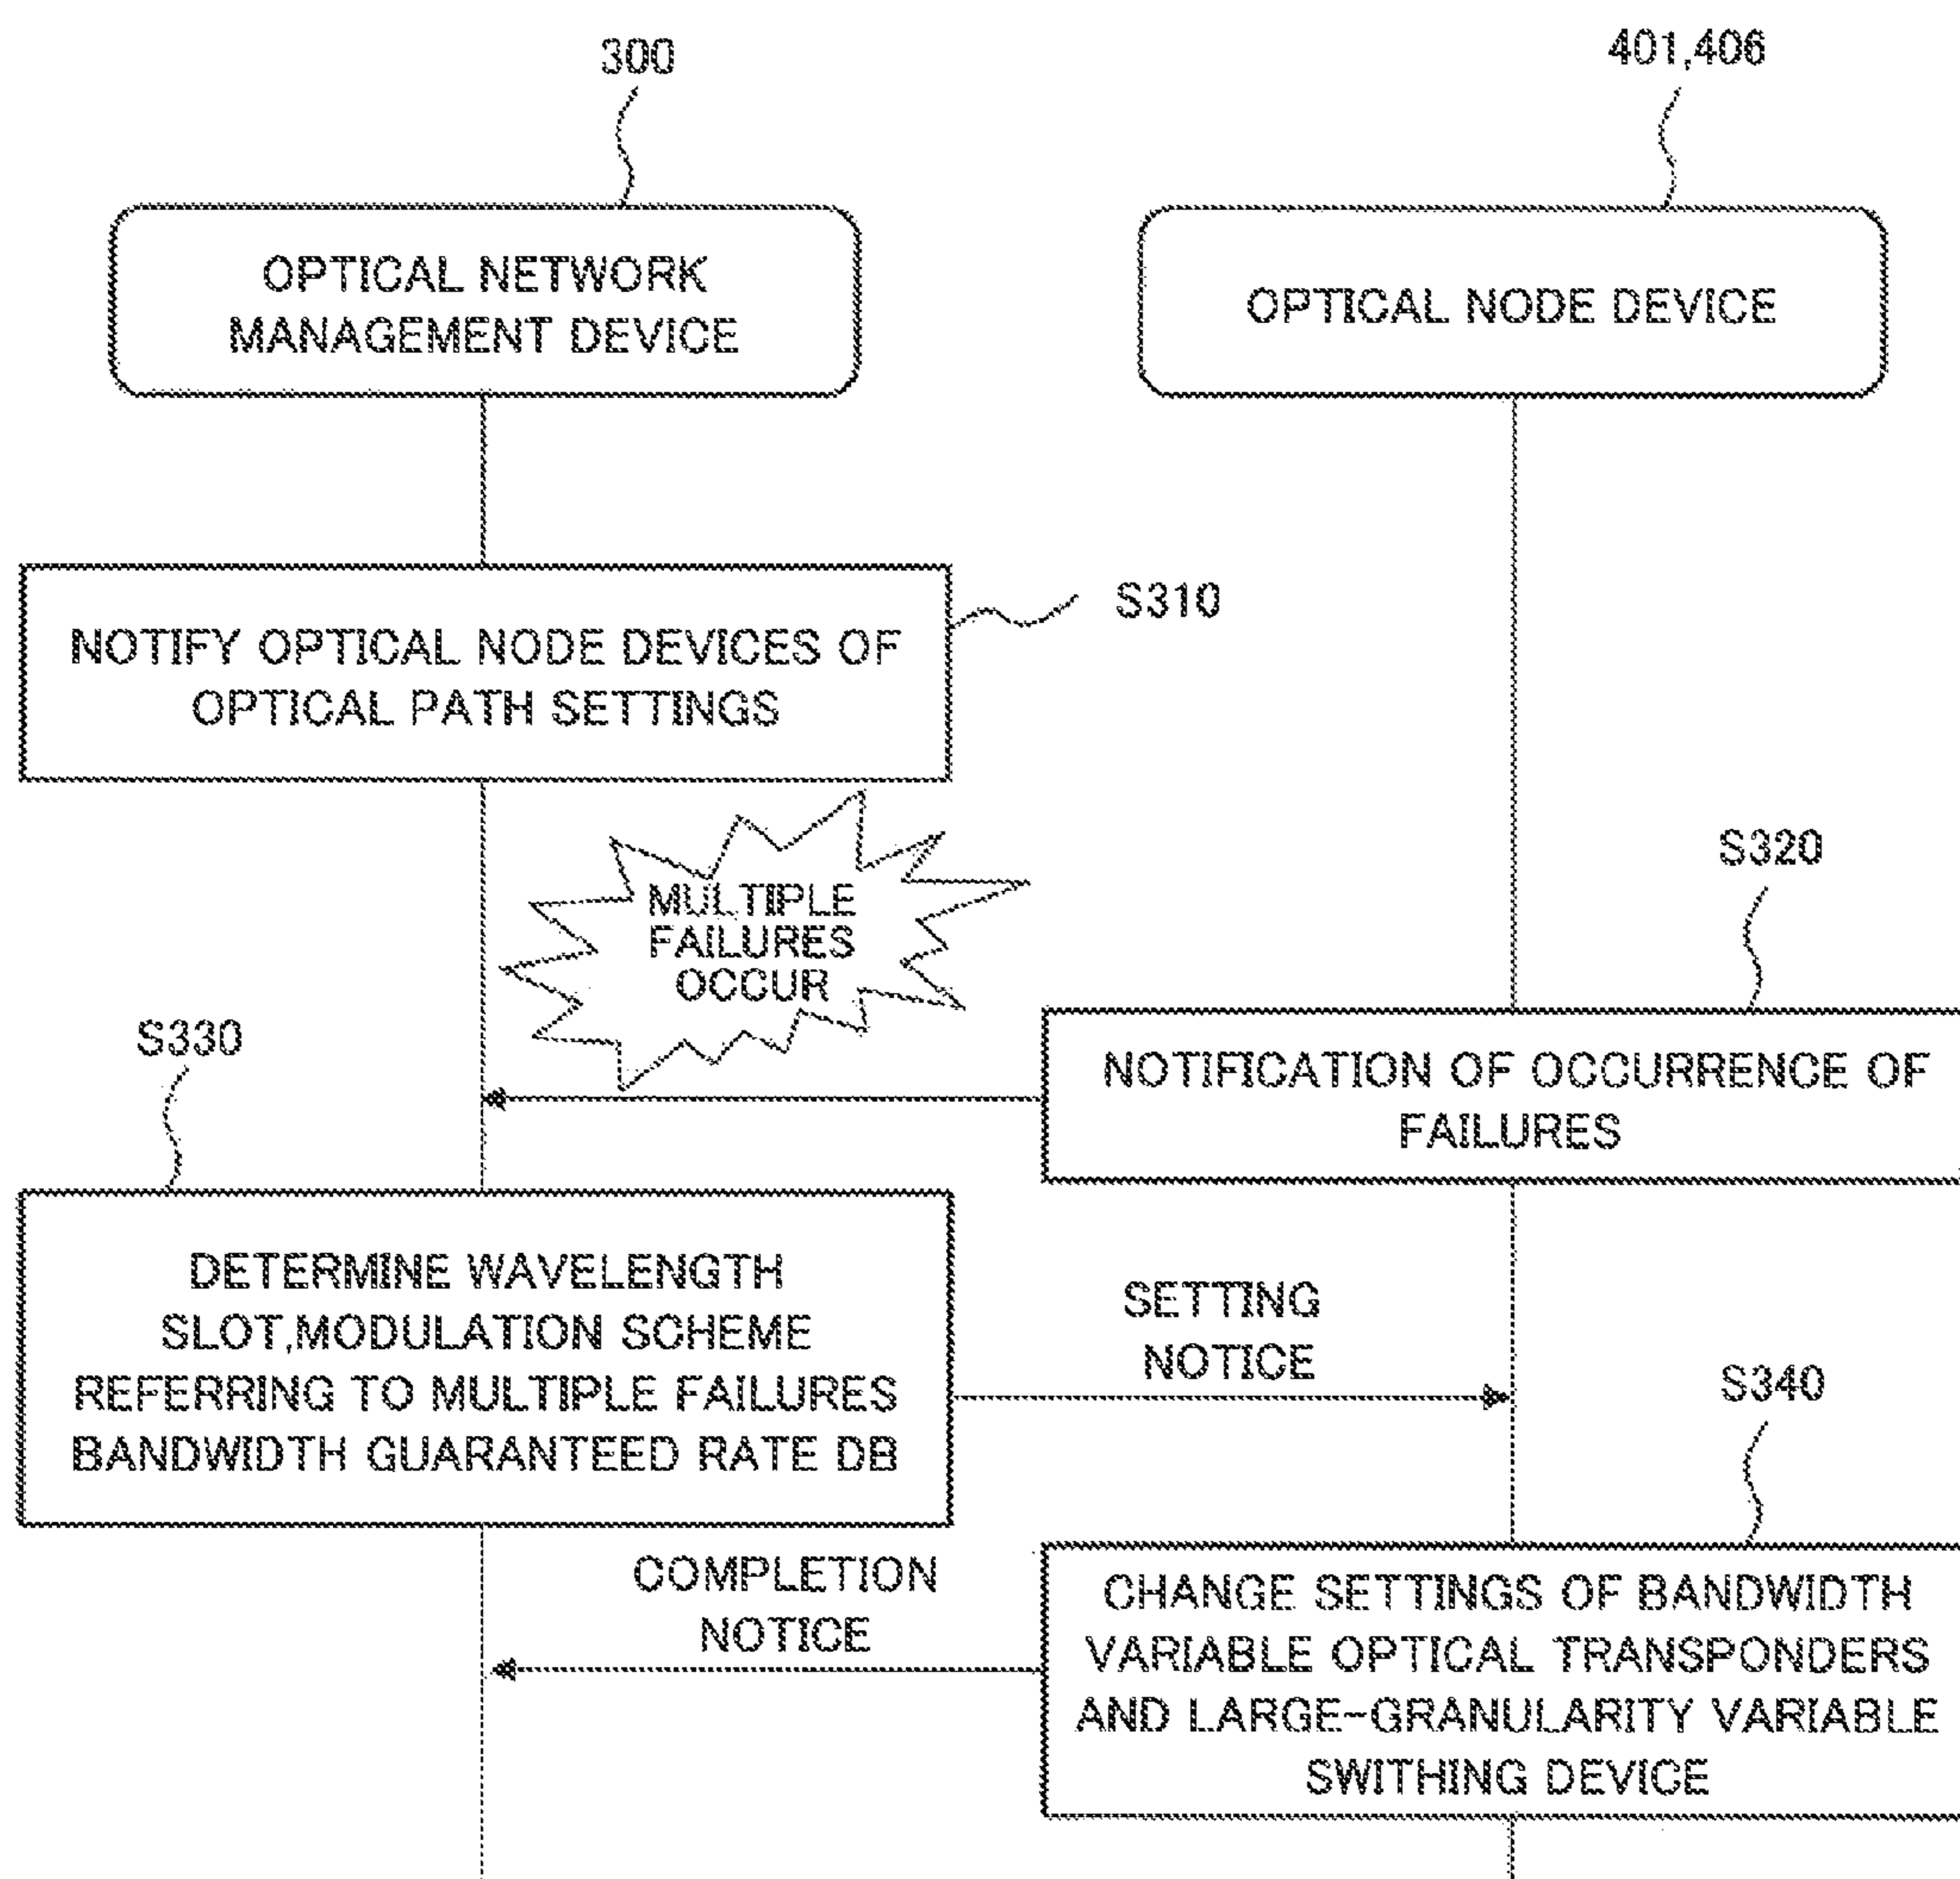 300
401,406
OPTICAL NETWORK
MANAGEMENT DEVICE
OPTICAL NODE DEVICE
S310
NOTIFY OPTICAL NODE DEVICES OF
OPTICAL PATH SETTINGS
MULTIPLE
FAILURES
OCCUR
S320
NOTIFICATION OF OCCURRENCE OF
FAILURES
S330
DETERMINE WAVELENGTH
SLOT,MODULATION SCHEME
REFERRING TO MULTIPLE FAILURES
BANDWIDTH GUARANTEED RATE DB
SETTING
NOTICE
S340
CHANGE SETTINGS OF BANDWIDTH
VARIABLE OPTICAL TRANSPONDERS
AND LARGE-GRANULARITY VARIABLE
SWITHING DEVICE
COMPLETION
NOTICE